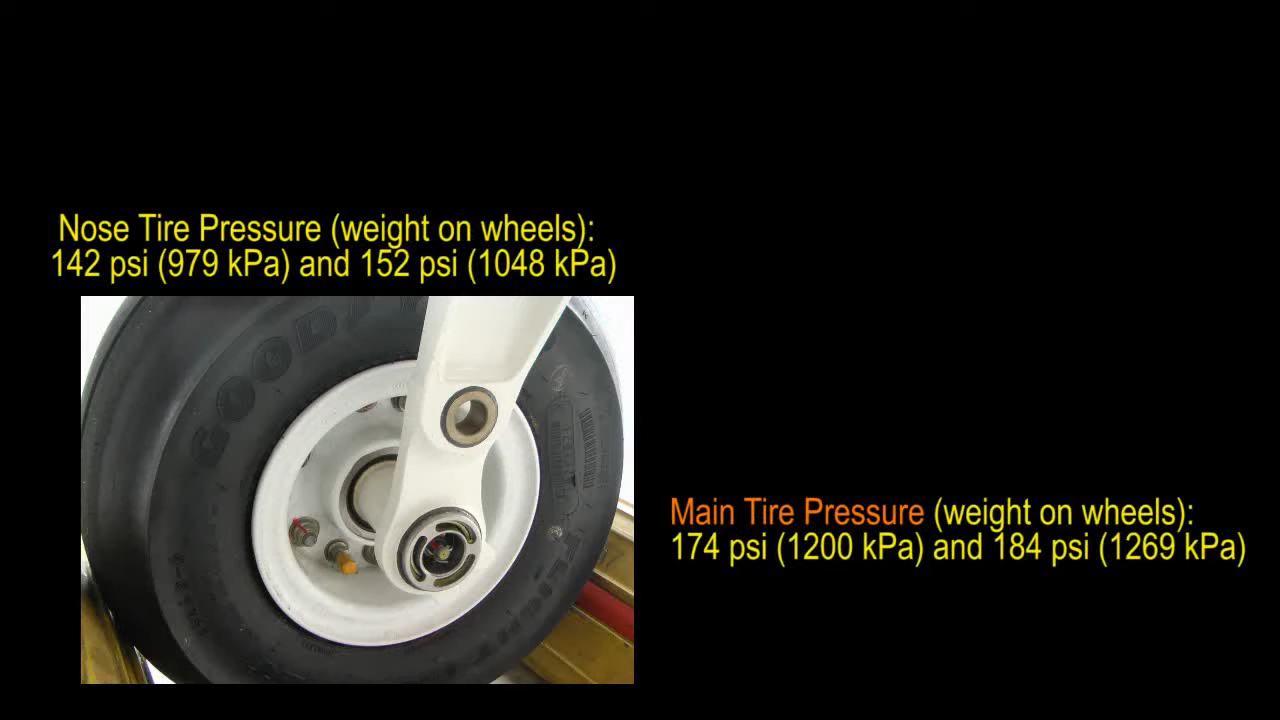 Nose Tire Pressure (weight on wheels):
142 psi (979 kPa) and 152 psi (1048 kPa)
Main Tire Pressure (weight on wheels):
174 psi (1200 kPa) and 184 psi (1269 kPa)